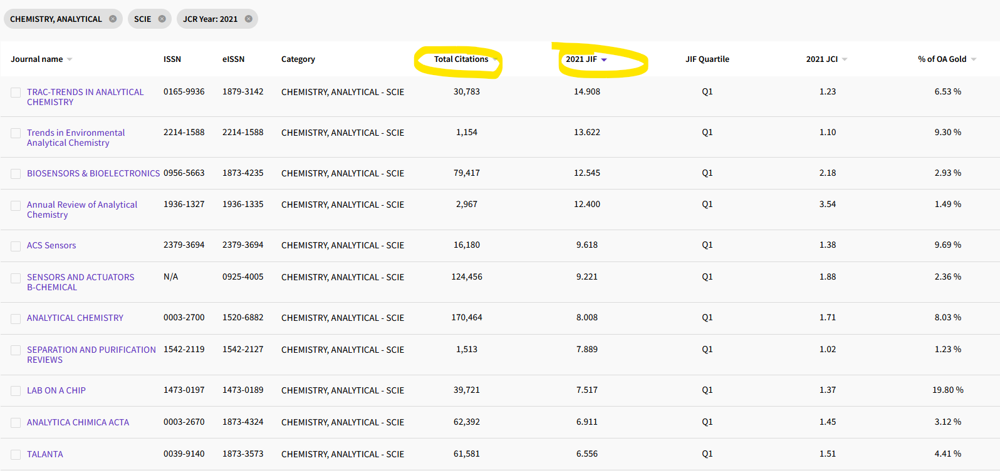 CHEMISTRY, ANALYTICAL SCIE JCR Year: 2021
Journal name ISSN eISSN Category Total Citations 2021 JIF JIF Quartile 2021 JCI % of OA Gold
TRAC-TRENDS IN ANALYTICAL 0165-9936 1879-3142 CHEMISTRY, ANALYTICAL - SCIE 30,783 14.908 Q1 1.23 6.53 %
CHEMISTRY
Trends in Environmental 2214-1588 2214-1588 CHEMISTRY, ANALYTICAL - SCIE 1,154 13.622 Q1 1.10 9.30 %
Analytical Chemistry
BIOSENSORS & BIOELECTRONICS 0956-5663 1873-4235 CHEMISTRY, ANALYTICAL - SCIE 79,417 12.545 Q1 2.18 2.93 %
Annual Review of Analytical 1936-1327 1936-1335 CHEMISTRY, ANALYTICAL - SCIE 2,967 12.400 Q1 3.54 1.49 %
Chemistry
ACS Sensors 2379-3694 2379-3694 CHEMISTRY, ANALYTICAL - SCIE 16,180 9.618 Q1 1.38 9.69 %
SENSORS AND ACTUATORS N/A 0925-4005 CHEMISTRY, ANALYTICAL - SCIE 124,456 9.221 Q1 1.88 2.36 %
B-CHEMICAL
ANALYTICAL CHEMISTRY 0003-2700 1520-6882 CHEMISTRY, ANALYTICAL - SCIE 170,464 8.008 Q1 1.71 8.03 %
SEPARATION AND PURIFICATION 1542-2119 1542-2127 CHEMISTRY, ANALYTICAL - SCIE 1,513 7.889 Q1 1.02 1.23 %
REVIEWS
LAB ON A CHIP 1473-0197 1473-0189 CHEMISTRY, ANALYTICAL - SCIE 39,721 7.517 Q1 1.37 19.80 %
ANALYTICA CHIMICA ACTA 0003-2670 1873-4324 CHEMISTRY, ANALYTICAL - SCIE 62,392 6.911 Q1 1.45 3.12 %
TALANTA 0039-9140 1873-3573 CHEMISTRY, ANALYTICAL - SCIE 61,581 6.556 Q1 1.51 4.41 %